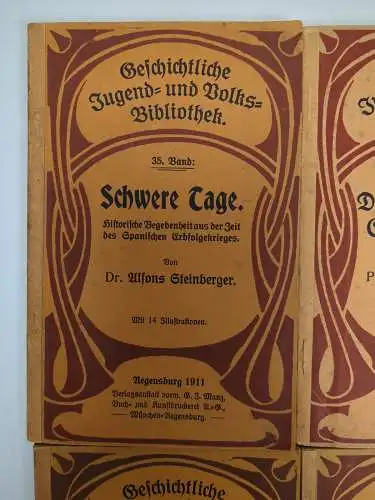 Geschichtliche
Jugend- und Volks-
Bibliothek.
35. Band:
Schwere Tage.
Historische Begebenheit aus der Zeit
des Spanischen Erbfolgekrieges.
Von
Dr. Alfons Steinberger.
Mit 14 Illustrationen.
Regensburg 1911
Verlagsanstalt vorm. G. J. Manz,
Buch- und Kunstdruckerei A.-G.,
München-Regensburg.
Geschichtliche